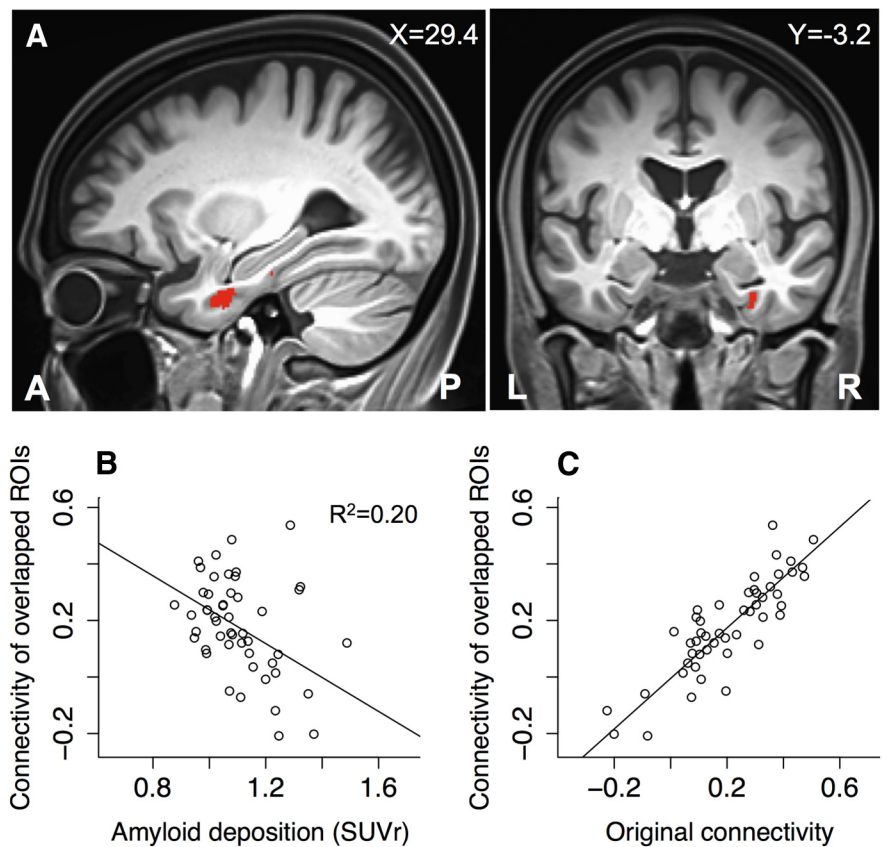 A
X=29.4
Y=-3.2
A
P
L
R
B
C
Connectivity of overlapped ROIs
0.6
0.2
−0.2
R²=0.20
0.8
1.2
1.6
Amyloid deposition (SUVr)
Connectivity of overlapped ROIs
0.6
0.2
−0.2
−0.2
0.2
0.6
Original connectivity